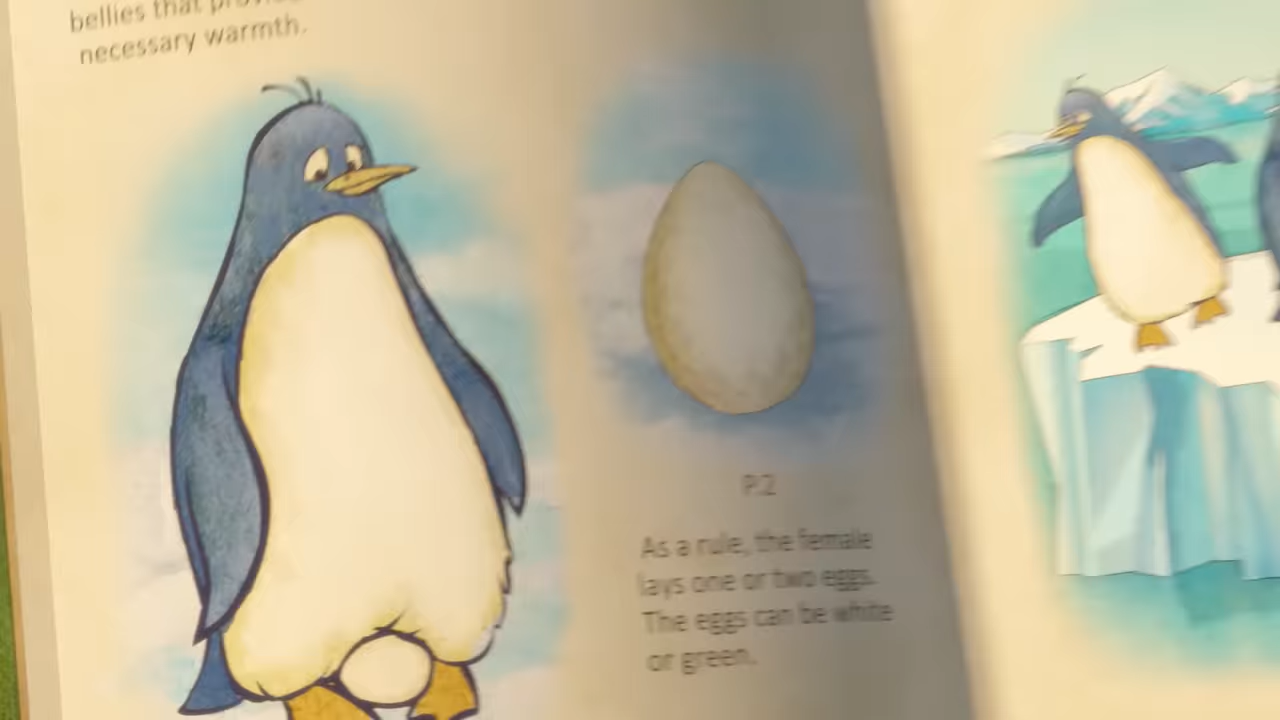 bellies that
necessary warmth.
P.2
As a rule, the female
lays one or two eggs.
The eggs can be white
or green.